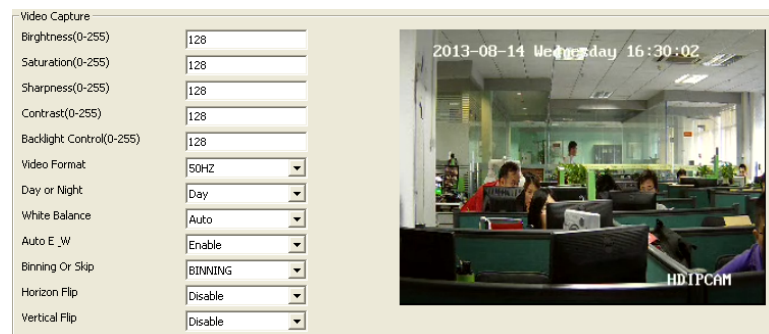 Video Capture
Birghtness(0-255) 128
Saturation(0-255) 128
Sharpness(0-255) 128
Contrast(0-255) 128
Backlight Control(0-255) 128
Video Format 50HZ
Day or Night Day
White Balance Auto
Auto E_W Enable
Binning Or Skip BINNING
Horizon Flip Disable
Vertical Flip Disable
2013-08-14 Wednesday 16:30:02
HDIPCAM